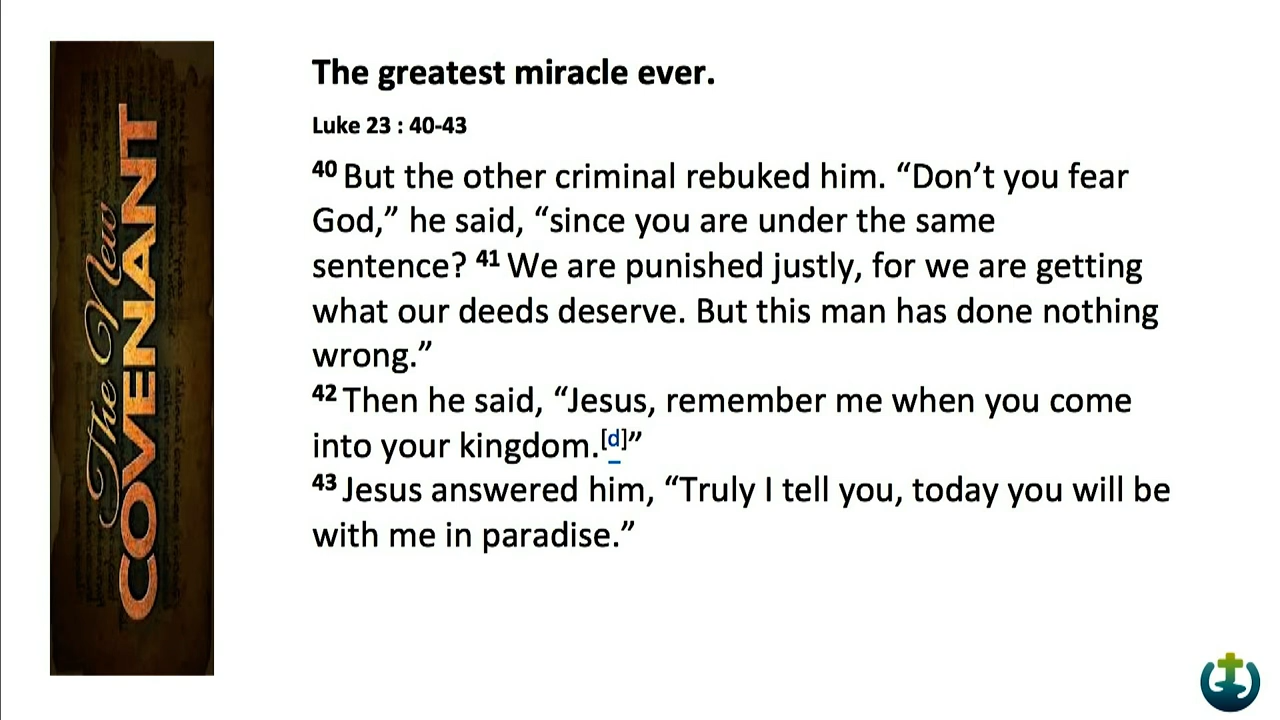 The New
COVENANT
The greatest miracle ever.
Luke 23 : 40-43
40 But the other criminal rebuked him. “Don’t you fear
God,” he said, “since you are under the same
sentence? 41 We are punished justly, for we are getting
what our deeds deserve. But this man has done nothing
wrong.”
42 Then he said, “Jesus, remember me when you come
into your kingdom.[d]”
43 Jesus answered him, “Truly I tell you, today you will be
with me in paradise.”